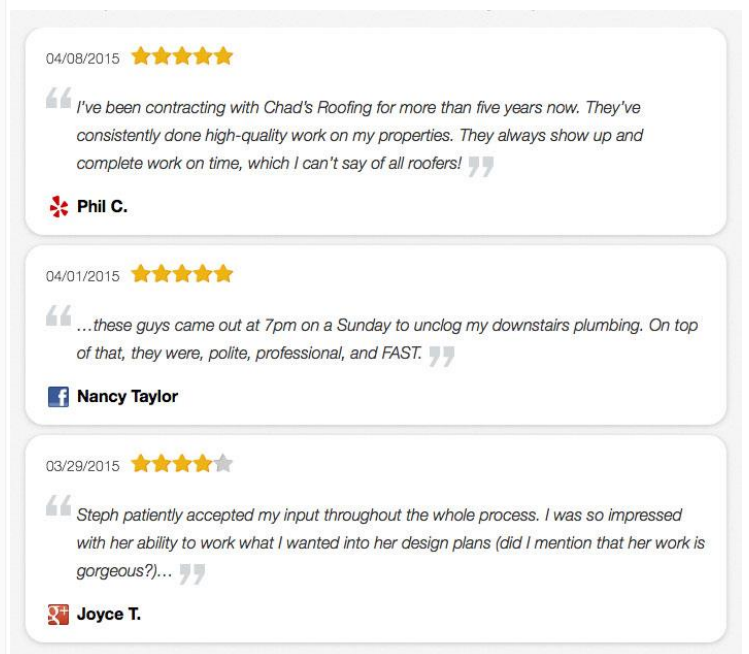 04/08/2015
I've been contracting with Chad's Roofing for more than five years now. They've
consistently done high-quality work on my properties. They always show up and
complete work on time, which I can't say of all roofers!
Phil C.
04/01/2015
...these guys came out at 7pm on a Sunday to unclog my downstairs plumbing. On top
of that, they were, polite, professional, and FAST.
f Nancy Taylor
03/29/2015
Steph patiently accepted my input throughout the whole process. I was so impressed
with her ability to work what I wanted into her design plans (did I mention that her work is
gorgeous?)...
g+ Joyce T.